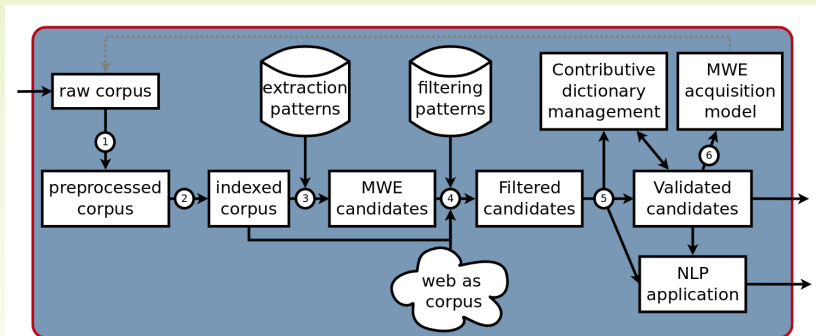 raw corpus
extraction
patterns
filtering
patterns
Contributive
dictionary
management
MWE
acquisition
model
1
6
preprocessed
corpus
2
indexed
corpus
3
MWE
candidates
4
Filtered
candidates
5
Validated
candidates
web as
corpus
NLP
application